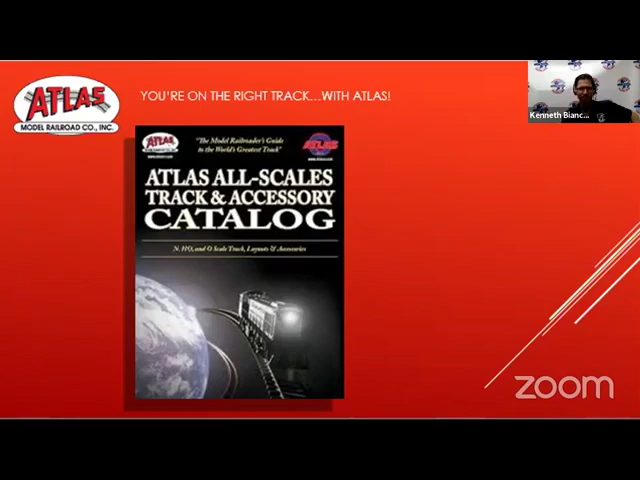 ATLAS
MODEL RAILROAD CO., INC.
YOU'RE ON THE RIGHT TRACK...WITH ATLAS!
Kenneth Bianc...
ATLAS
"The Model Railroader's Guide
to the World's Greatest Track"
ATLAS
ATLAS ALL-SCALES
TRACK & ACCESSORY
CATALOG
N, HO, and O Scale Track, Layouts & Accessories
zoom